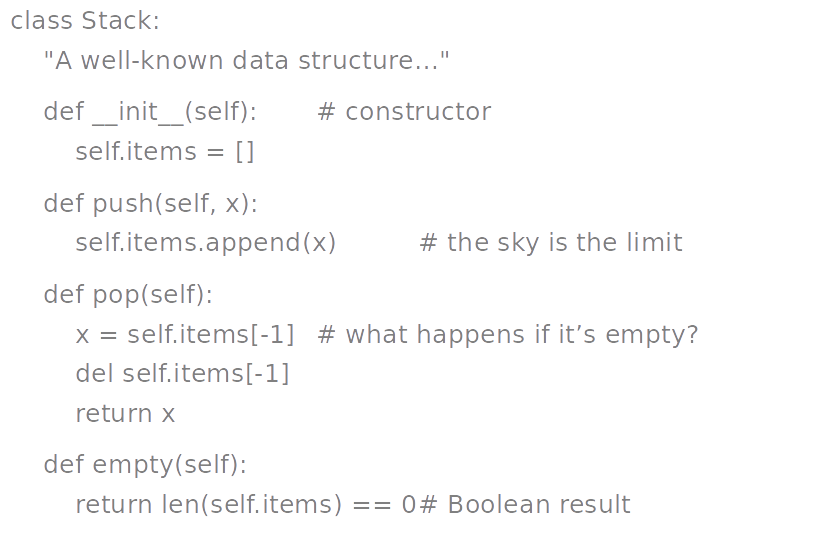 class Stack:
"A well-known data structure…"
def __init__(self): # constructor
self.items = []
def push(self, x):
self.items.append(x) # the sky is the limit
def pop(self):
x = self.items[-1] # what happens if it’s empty?
del self.items[-1]
return x
def empty(self):
return len(self.items) == 0# Boolean result